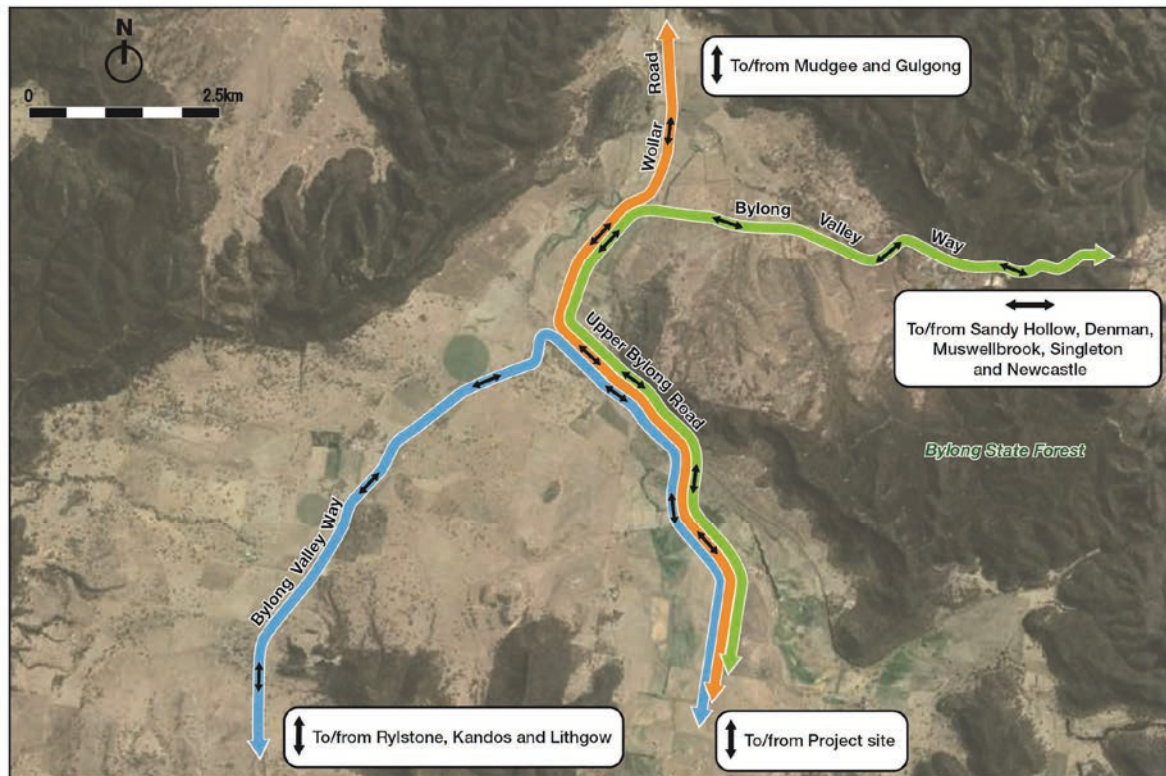 N
0 2.5km
Wollar Road
To/from Mudgee and Gulgong
Bylong Valley Way
To/from Sandy Hollow, Denman,
Muswellbrook, Singleton
and Newcastle
Upper Bylong Road
Bylong State Forest
Bylong Valley Way
To/from Rylstone, Kandos and Lithgow
To/from Project site